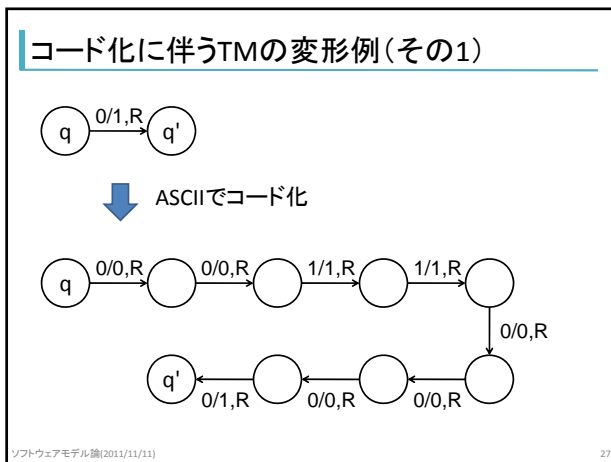 コード化に伴うTMの変形例(その1)
0/1,R
q
q'
ASCIIでコード化
0/0,R
0/0,R
1/1,R
1/1,R
q
0/0,R
q'
0/1,R
0/0,R
0/0,R
ソフトウェアモデル論(2011/11/11)
27